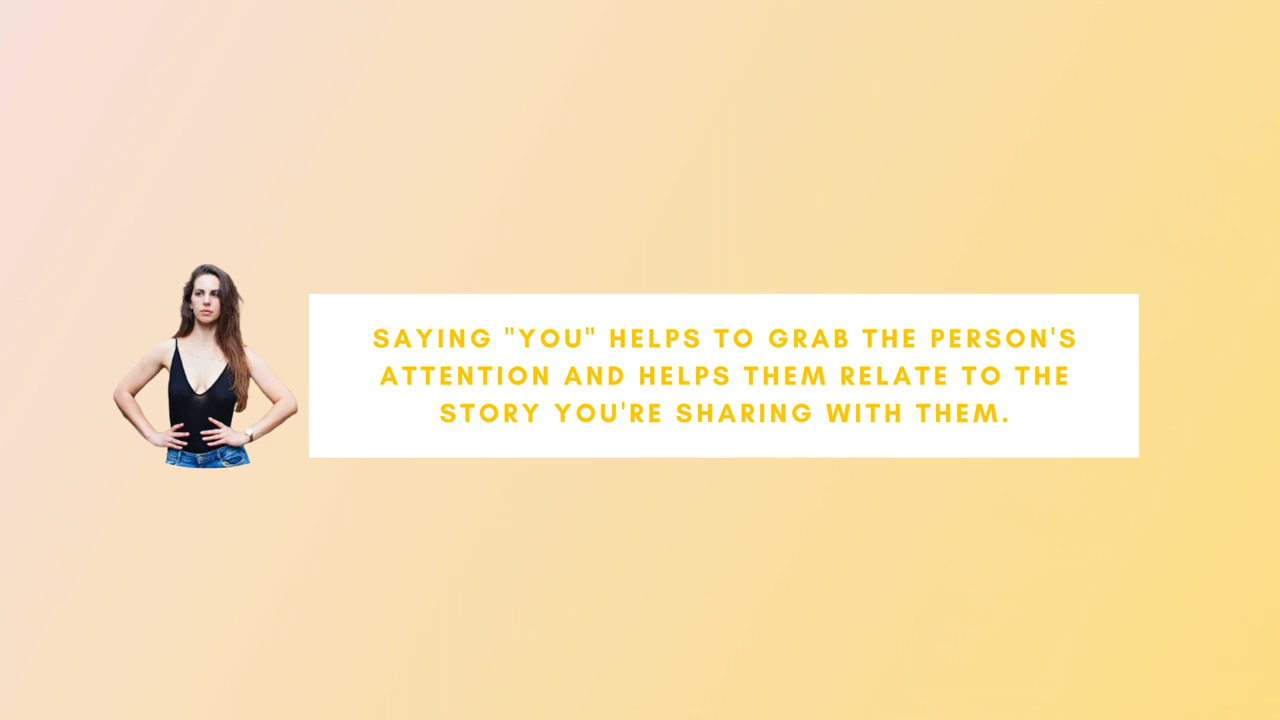 SAYING "YOU" HELPS TO GRAB THE PERSON'S
ATTENTION AND HELPS THEM RELATE TO THE
STORY YOU'RE SHARING WITH THEM.